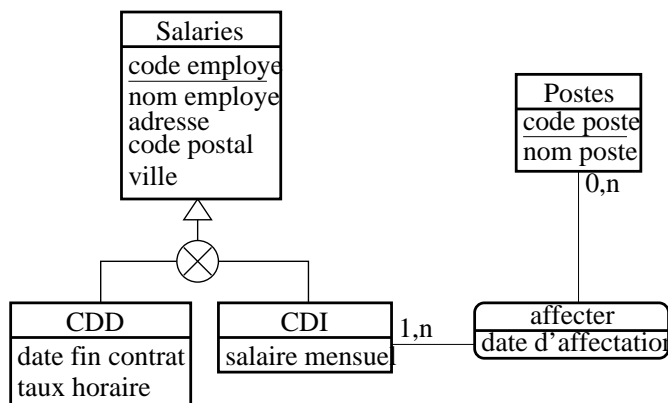 Salaries
code employe
nom employe
adresse
code postal
ville
Postes
code poste
nom poste
0,n
CDD
date fin contrat
taux horaire
CDI
salaire mensuel
1,n
affecter
date d'affectation